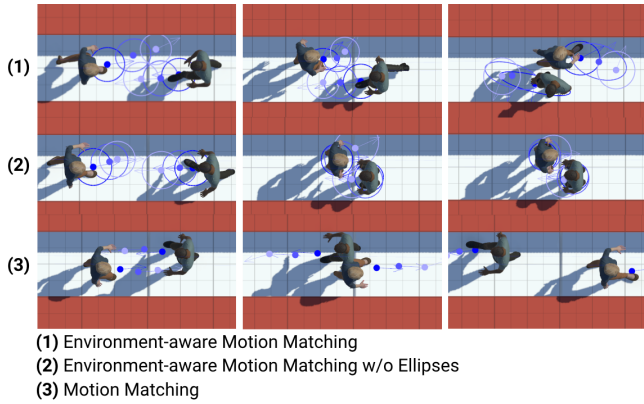 (1)
(2)
(3)
(1) Environment-aware Motion Matching
(2) Environment-aware Motion Matching w/o Ellipses
(3) Motion Matching